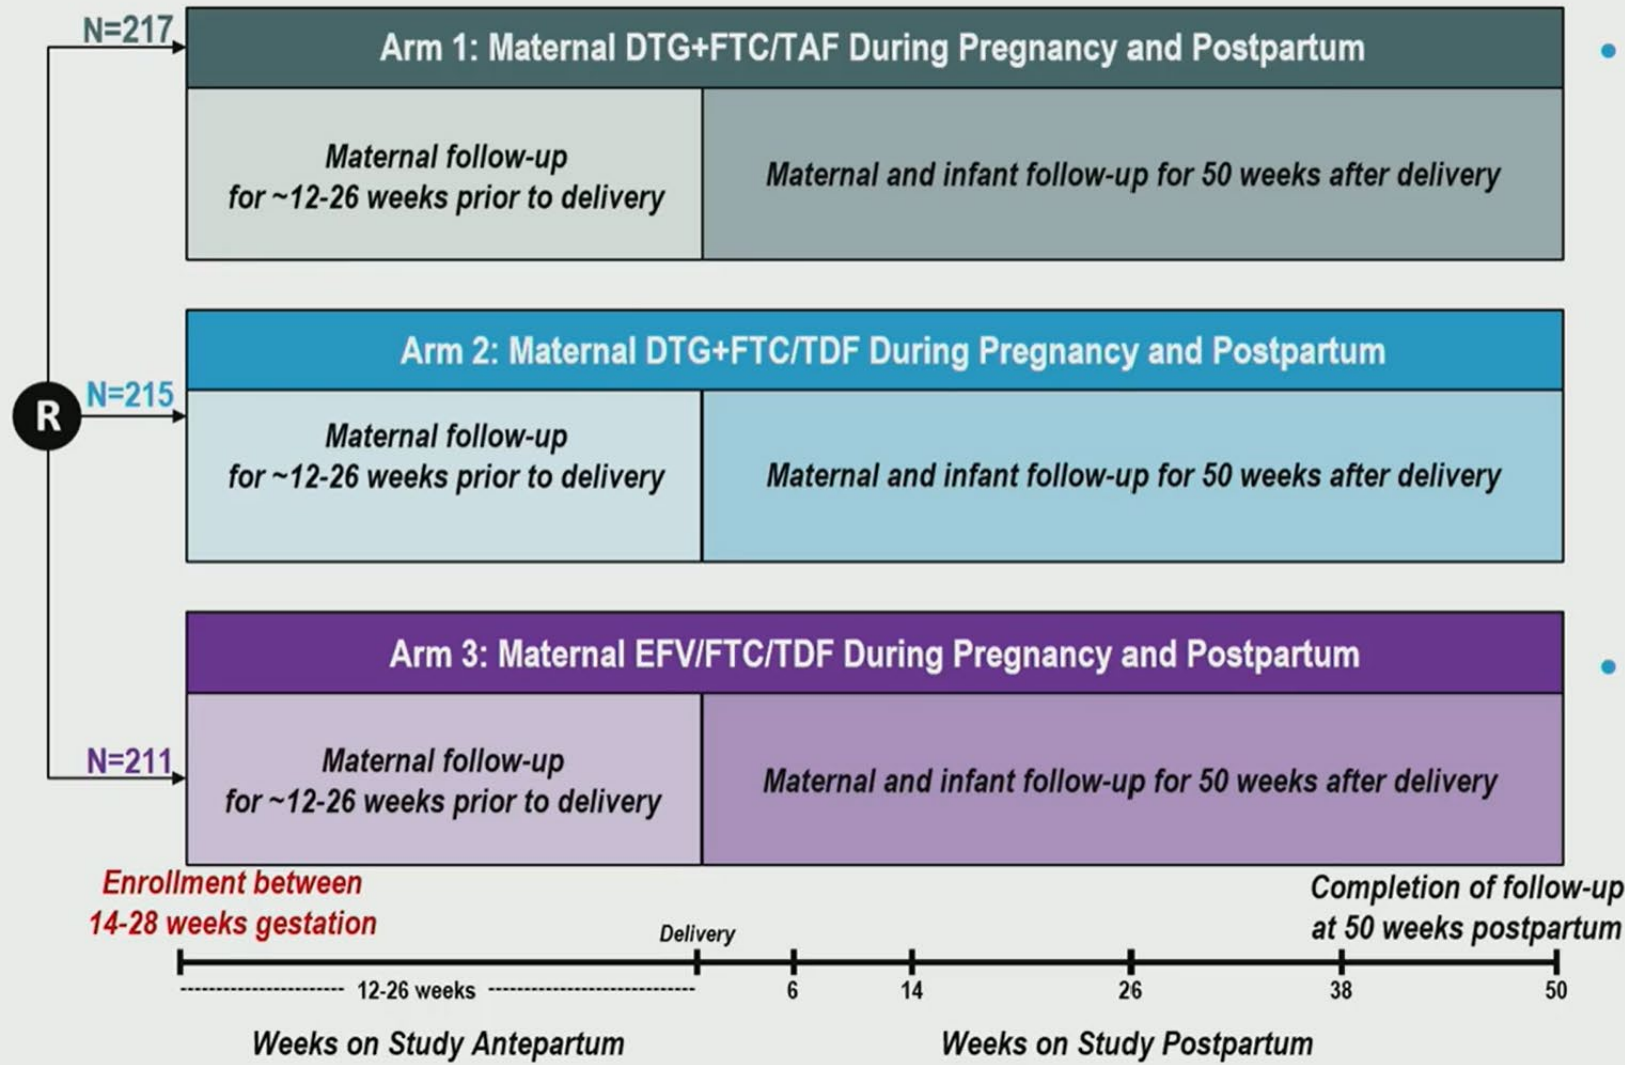 N=217
Arm 1: Maternal DTG+FTC/TAF During Pregnancy and Postpartum
Maternal follow-up
for ~12-26 weeks prior to delivery
Maternal and infant follow-up for 50 weeks after delivery
R
N=215
Arm 2: Maternal DTG+FTC/TDF During Pregnancy and Postpartum
Maternal follow-up
for ~12-26 weeks prior to delivery
Maternal and infant follow-up for 50 weeks after delivery
N=211
Arm 3: Maternal EFV/FTC/TDF During Pregnancy and Postpartum
Maternal follow-up
for ~12-26 weeks prior to delivery
Maternal and infant follow-up for 50 weeks after delivery
Enrollment between
14-28 weeks gestation
Delivery
Completion of follow-up
at 50 weeks postpartum
12-26 weeks
6 14 26 38 50
Weeks on Study Antepartum
Weeks on Study Postpartum